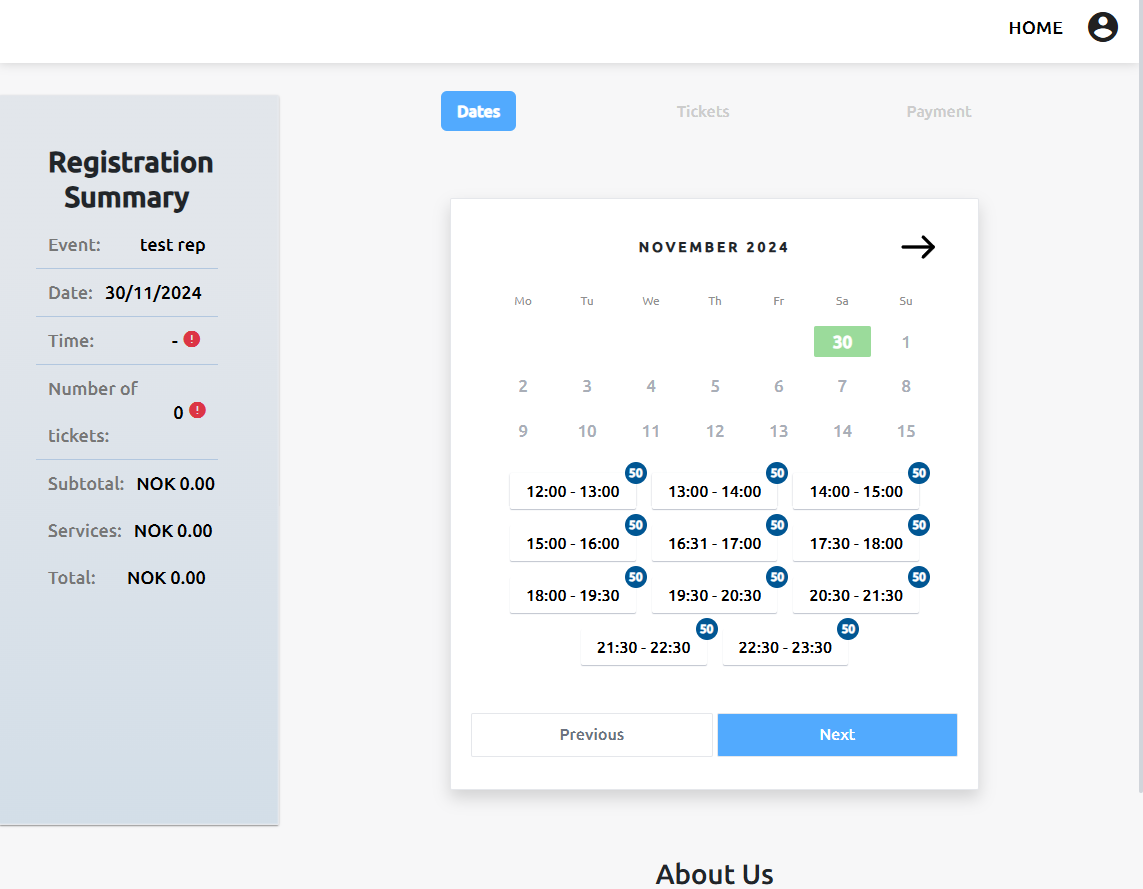 HOME
Dates Tickets Payment
Registration
Summary
Event: test rep
Date: 30/11/2024
Time: - !
Number of
tickets: 0 !
Subtotal: NOK 0.00
Services: NOK 0.00
Total: NOK 0.00
NOVEMBER 2024
Mo Tu We Th Fr Sa Su
30 1
2 3 4 5 6 7 8
9 10 11 12 13 14 15
50 50 50
12:00 - 13:00 13:00 - 14:00 14:00 - 15:00
50 50 50
15:00 - 16:00 16:31 - 17:00 17:30 - 18:00
50 50 50
18:00 - 19:30 19:30 - 20:30 20:30 - 21:30
50 50
21:30 - 22:30 22:30 - 23:30
Previous Next
About Us